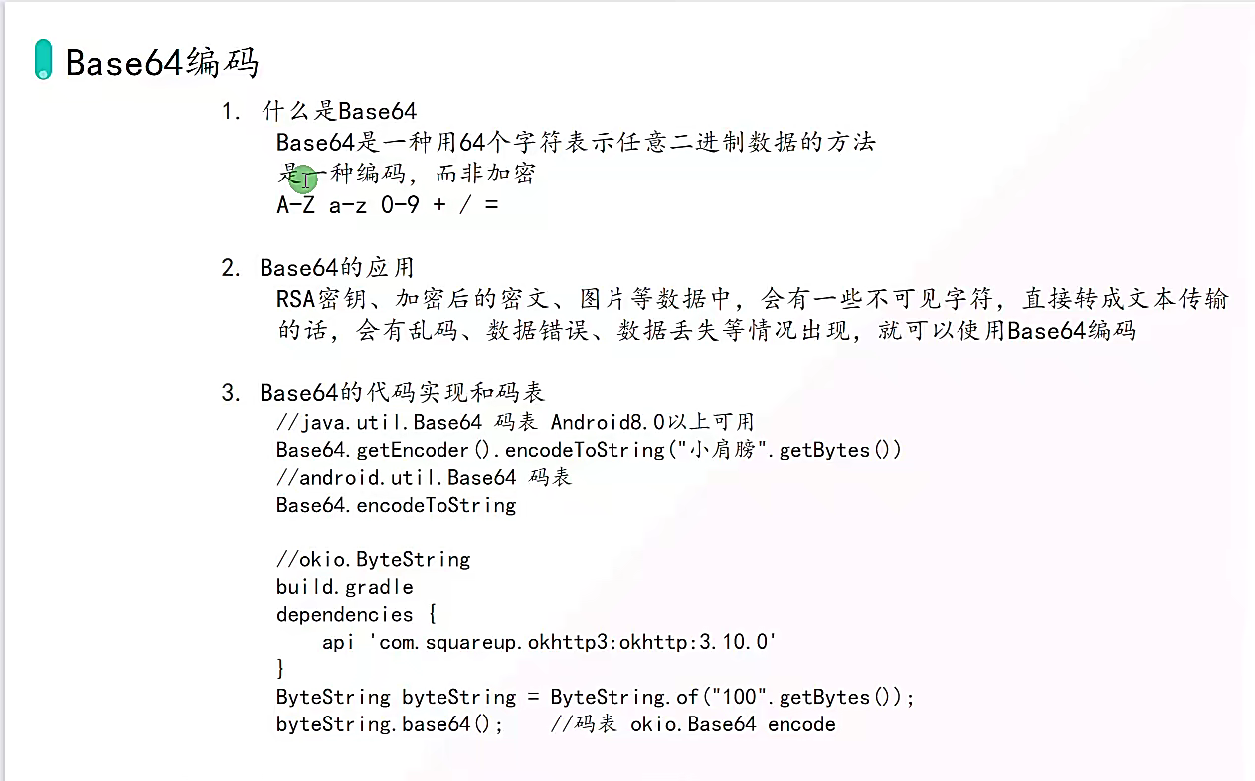 Base64编码
1. 什么是Base64
Base64是一种用64个字符表示任意二进制数据的方法
是一种编码，而非加密
A-Z a-z 0-9 + / =
2. Base64的应用
RSA密钥、加密后的密文、图片等数据中，会有一些不可见字符，直接转成文本传输
的话，会有乱码、数据错误、数据丢失等情况出现，就可以使用Base64编码
3. Base64的代码实现和码表
//java.util.Base64 码表 Android8.0以上可用
Base64.getEncoder().encodeToString("小肩膀".getBytes())
//android.util.Base64 码表
Base64.encodeToString
//okio.ByteString
build.gradle
dependencies {
api 'com.squareup.okhttp3:okhttp:3.10.0'
}
ByteString byteString = ByteString.of("100".getBytes());
byteString.base64(); //码表 okio.Base64 encode